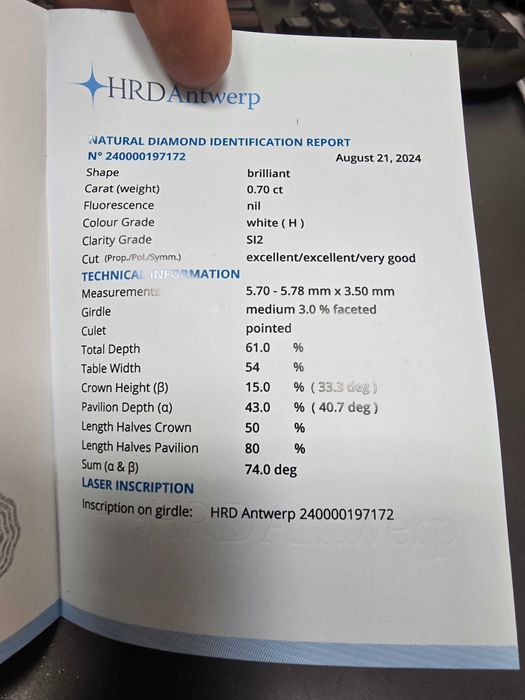 HRD Antwerp
NATURAL DIAMOND IDENTIFICATION REPORT
N° 240000197172 August 21, 2024
Shape brilliant
Carat (weight) 0.70 ct
Fluorescence nil
Colour Grade white ( H )
Clarity Grade SI2
Cut (Prop./Pol./Symm.) excellent/excellent/very good
TECHNICAL INFORMATION
Measurements 5.70 - 5.78 mm x 3.50 mm
Girdle medium 3.0 % faceted
Culet pointed
Total Depth 61.0 %
Table Width 54 %
Crown Height (β) 15.0 % ( 33.3 deg )
Pavilion Depth (α) 43.0 % ( 40.7 deg )
Length Halves Crown 50 %
Length Halves Pavilion 80 %
Sum (α & β) 74.0 deg
LASER INSCRIPTION
Inscription on girdle: HRD Antwerp 240000197172
HRD Antwerp